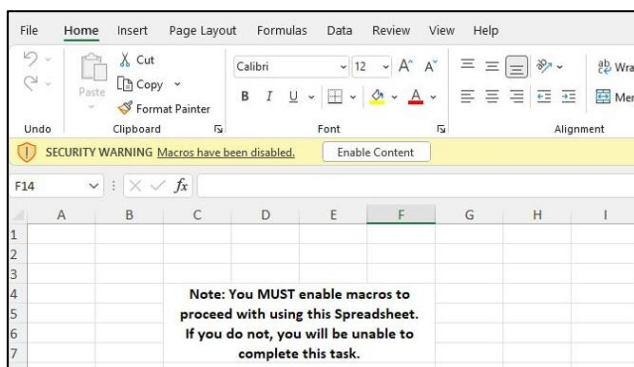 File Home Insert Page Layout Formulas Data Review View Help
Cut
Calibri 12 A^ A˅ ab Wra
Paste Copy
Format Painter B I U A Mer
Undo Clipboard Font Alignment
SECURITY WARNING Macros have been disabled. Enable Content
F14 fx
A B C D E F G H I
1
2
3
4 Note: You MUST enable macros to
5 proceed with using this Spreadsheet.
6 If you do not, you will be unable to
7 complete this task.